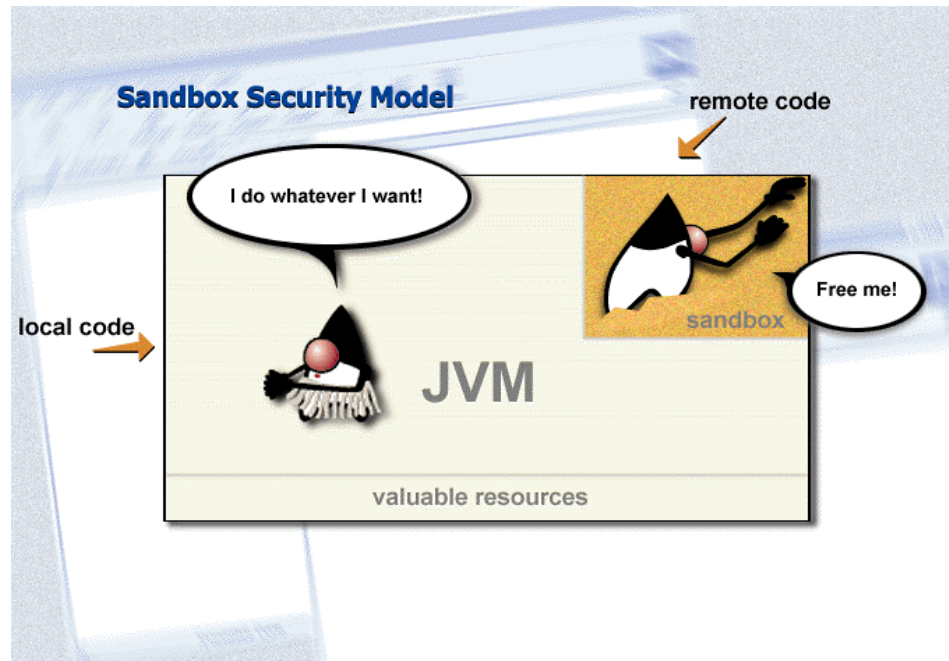 Sandbox Security Model
remote code
I do whatever I want!
Free me!
sandbox
local code
JVM
valuable resources